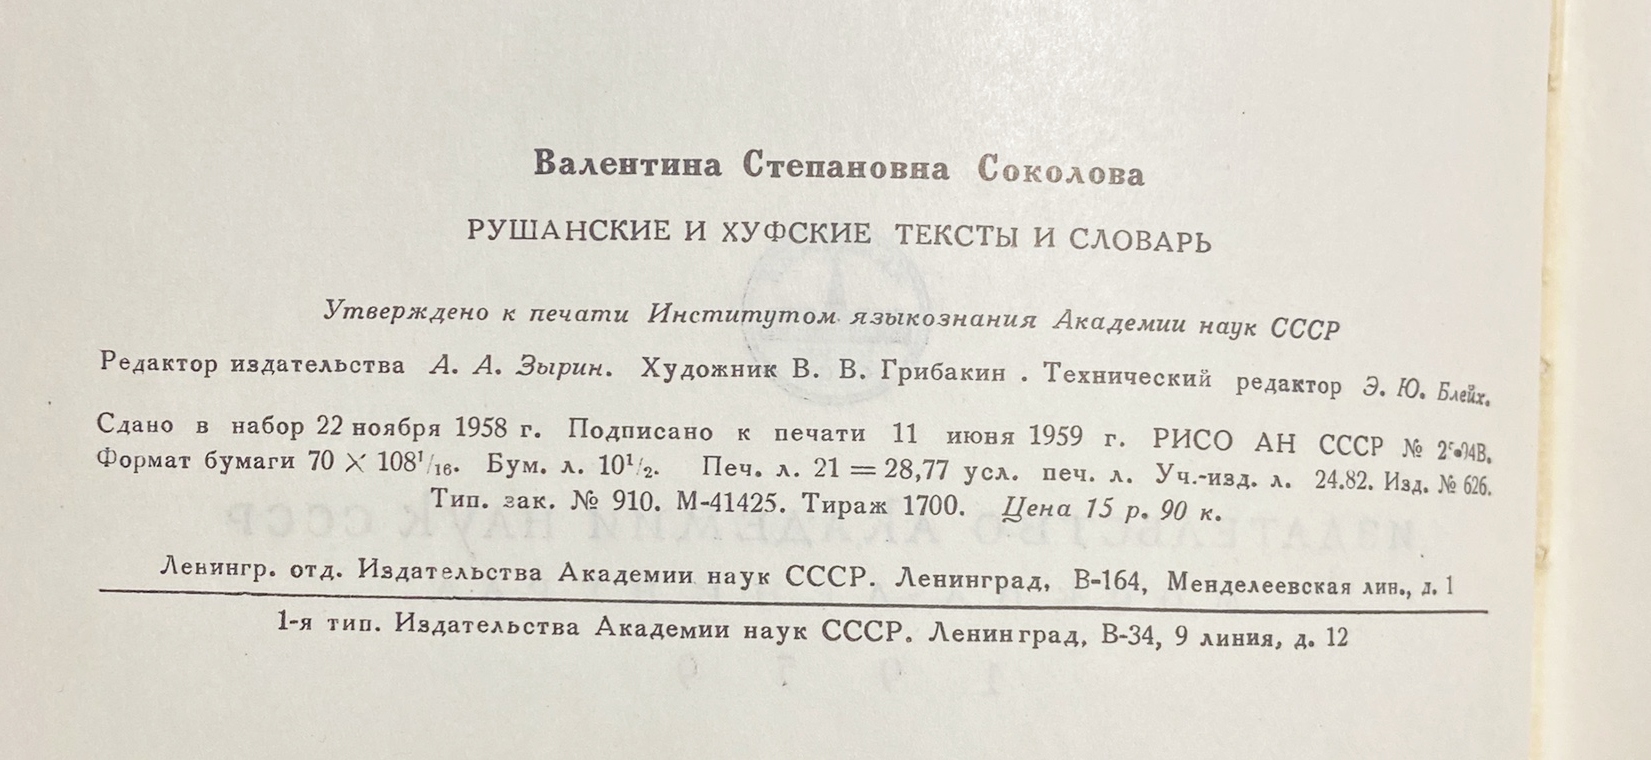 Валентина Степановна Соколова
РУШАНСКИЕ И ХУФСКИЕ ТЕКСТЫ И СЛОВАРЬ
Утверждено к печати Институтом языкознания Академии наук СССР
Редактор издательства А. А. Зырин. Художник В. В. Грибакин. Технический редактор Э. Ю. Блейх.
Сдано в набор 22 ноября 1958 г. Подписано к печати 11 июня 1959 г. РИСО АН СССР №
Формат бумаги 70 × 108¹/₁₆. Бум. л. 10¹/₂. Печ. л. 21 = 28,77 усл. печ. л. Уч.-изд. л. 24.82. Изд. № 626.
Тип. зак. № 910. М-41425. Тираж 1700. Цена 15 р. 90 к.
Ленингр. отд. Издательства Академии наук СССР. Ленинград, В-164, Менделеевская лин., д. 1
1-я тип. Издательства Академии наук СССР. Ленинград, В-34, 9 линия, д. 12